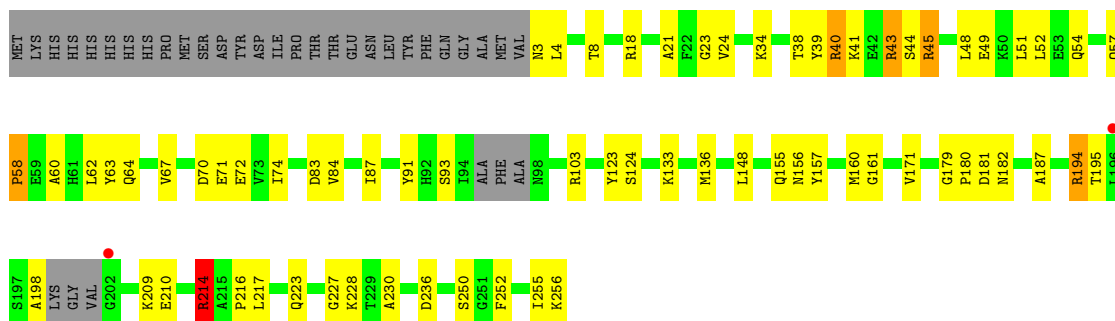 MET LYS HIS HIS HIS HIS HIS HIS PRO MET SER ASP TYR ASP ILE PRO THR THR GLU ASN LEU TYR PHE GLN GLY ALA MET VAL N3 L4 T8 R18 A21 F22 G23 V24 K34 T38 Y39 R40 K41 E42 R43 S44 R45 L48 E49 K50 L51 L52 E53 Q54 Q57
P58 E59 A60 H61 L62 Y63 Q64 V67 D70 E71 E72 V73 I74 D83 V84 I87 Y91 H92 S93 I94 ALA PHE ALA N98 R103 Y123 S124 K133 M136 L148 Q155 N156 Y157 M160 G161 V171 G179 P180 D181 N182 A187 R194 T195 L196
S197 A198 LYS GLY VAL G202 K209 E210 R214 A215 P216 L217 Q223 G227 K228 T229 A230 D236 S250 G251 F252 I255 K256